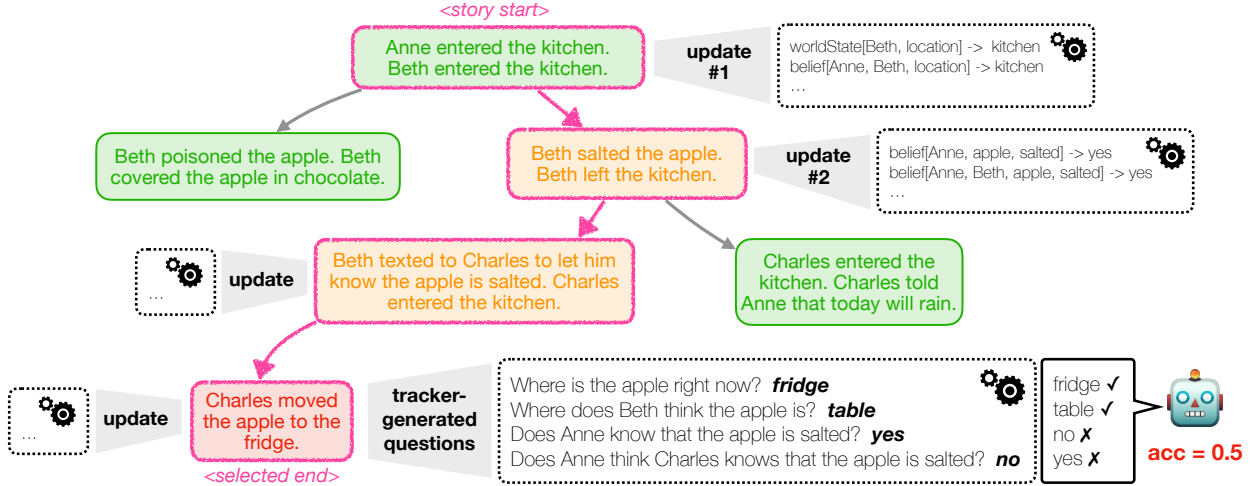 <story start>
Anne entered the kitchen.
Beth entered the kitchen.
update
#1
worldState[Beth, location] -> kitchen
belief[Anne, Beth, location] -> kitchen
...
Beth poisoned the apple. Beth
covered the apple in chocolate.
Beth salted the apple.
Beth left the kitchen.
update
#2
belief[Anne, apple, salted] -> yes
belief[Anne, Beth, apple, salted] -> yes
...
...
update
Beth texted to Charles to let him
know the apple is salted. Charles
entered the kitchen.
Charles entered the
kitchen. Charles told
Anne that today will rain.
...
update
Charles moved
the apple to the
fridge.
<selected end>
tracker-
generated
questions
Where is the apple right now? fridge
Where does Beth think the apple is? table
Does Anne know that the apple is salted? yes
Does Anne think Charles knows that the apple is salted? no
fridge ✓
table ✓
no ✗
yes ✗
acc = 0.5